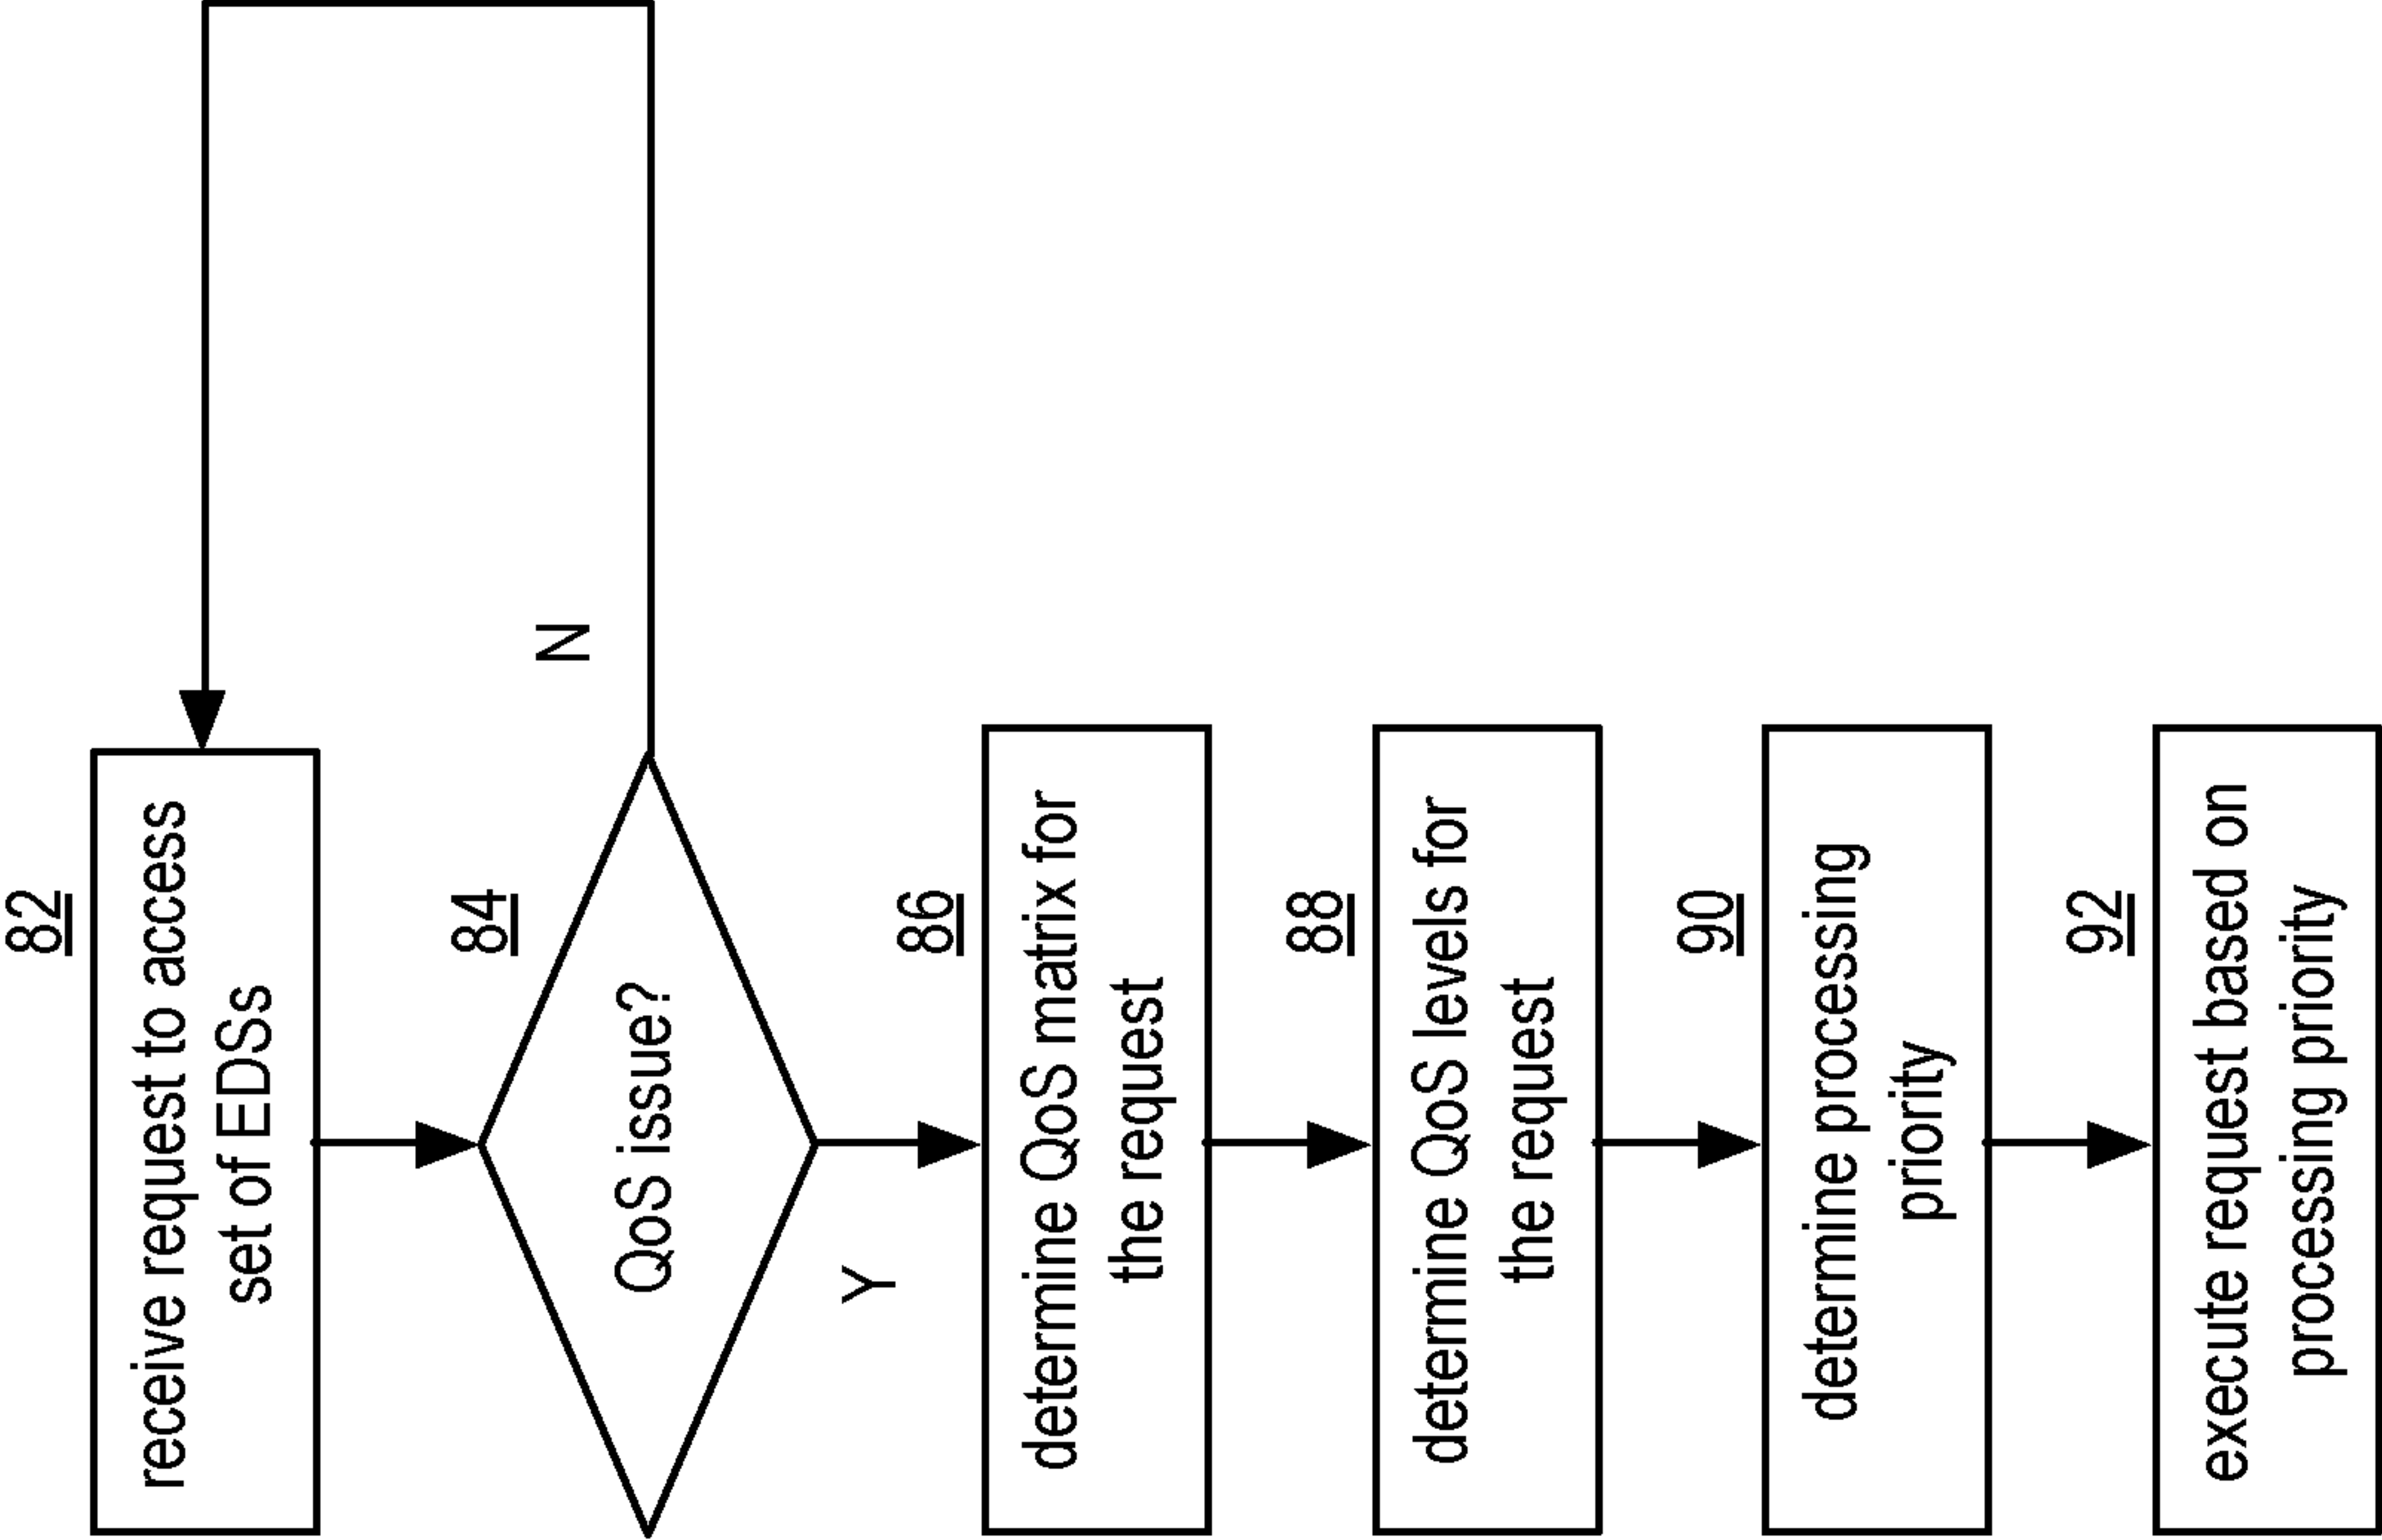 82
receive request to access
set of EDSs
84
QoS issue?
N
Y
86
determine QoS matrix for
the request
88
determine QoS levels for
the request
90
determine processing
priority
92
execute request based on
processing priority